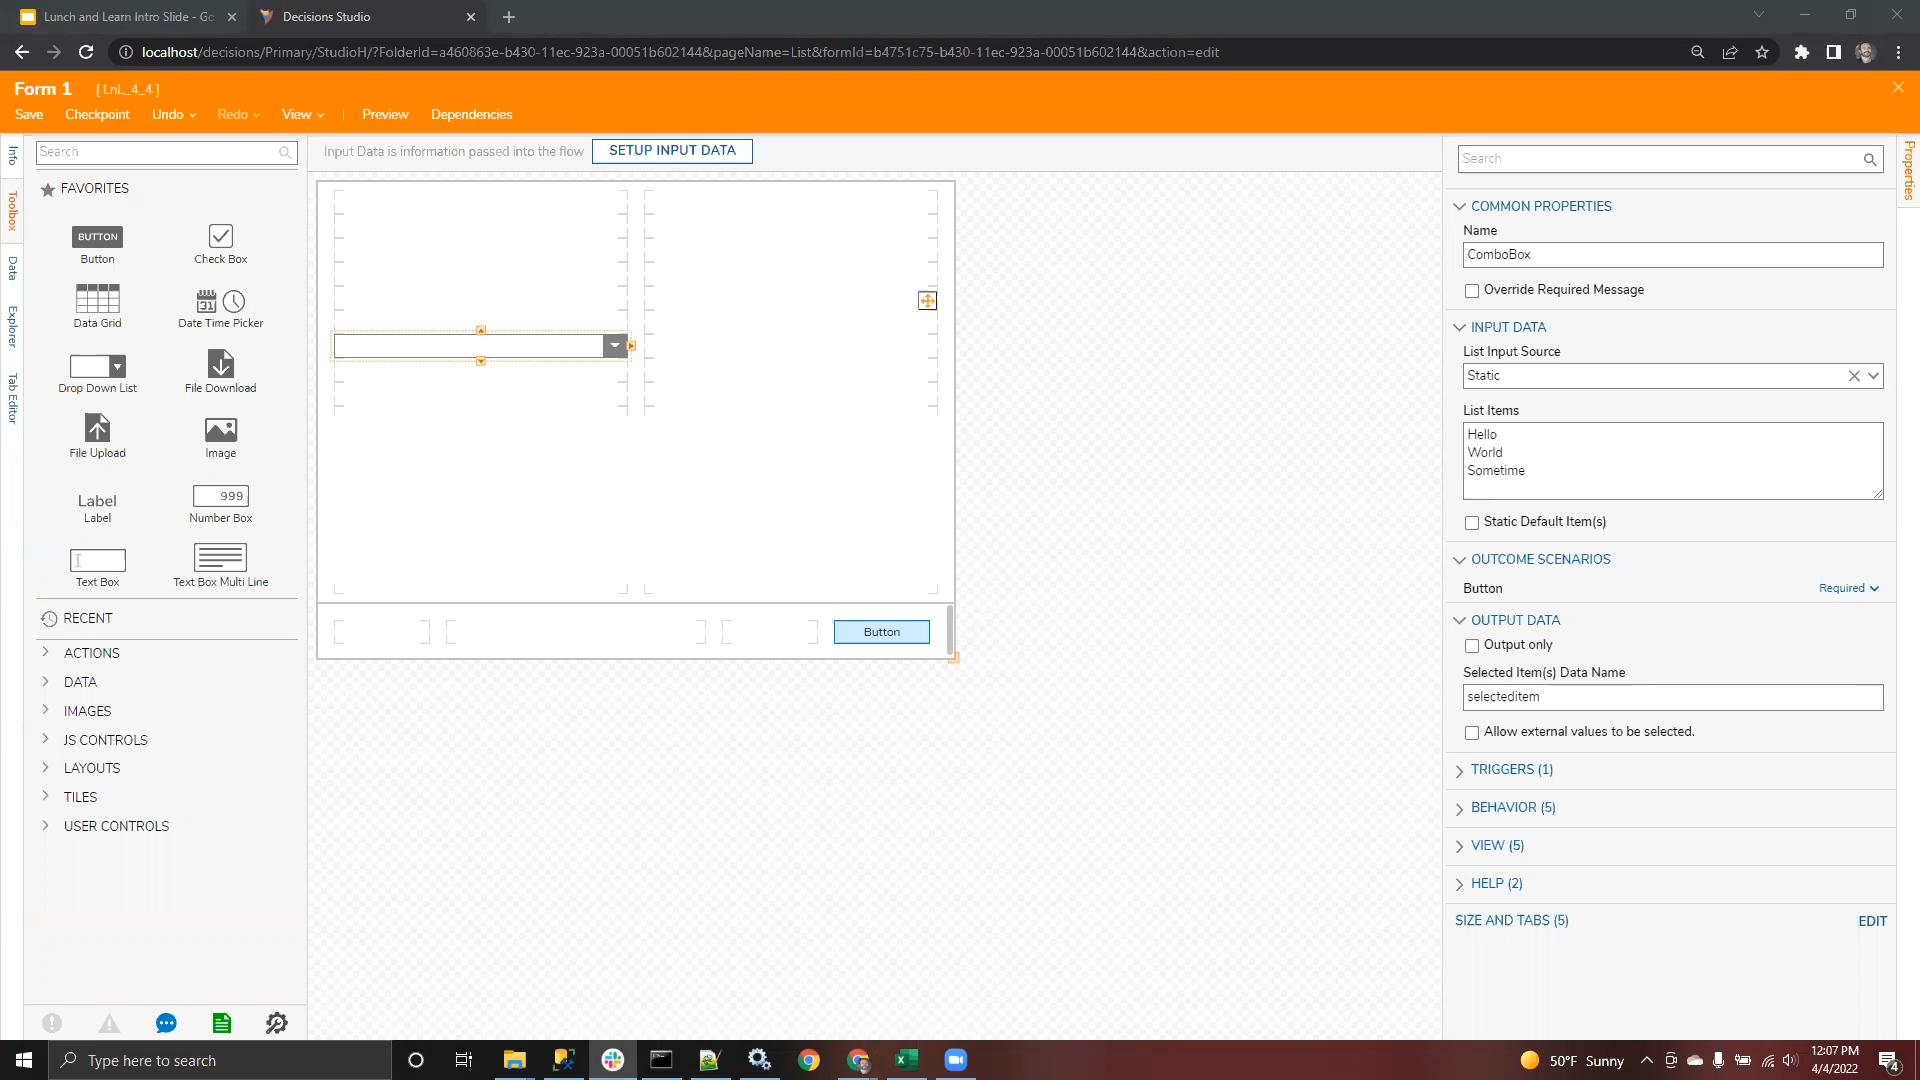 Lunch and Learn Intro Slide - Go
Decisions Studio
localhost/decisions/Primary/StudioH/?FolderId=a460863e-b430-11ec-923a-00051b602144&pageName=List&formId=b4751c75-b430-11ec-923a-00051b602144&action=edit
Form 1 [ LnL_4_4 ]
Save Checkpoint Undo Redo View | Preview Dependencies
Info
Toolbox
Data
Explorer
Tab Editor
Search
FAVORITES
BUTTON
Button
Check Box
Data Grid
31
Date Time Picker
Drop Down List
File Download
File Upload
Image
Label
Label
999
Number Box
Text Box
Text Box Multi Line
RECENT
ACTIONS
DATA
IMAGES
JS CONTROLS
LAYOUTS
TILES
USER CONTROLS
Input Data is information passed into the flow
SETUP INPUT DATA
Button
Properties
Search
COMMON PROPERTIES
Name
ComboBox
Override Required Message
INPUT DATA
List Input Source
Static
List Items
Hello
World
Sometime
Static Default Item(s)
OUTCOME SCENARIOS
Button Required
OUTPUT DATA
Output only
Selected Item(s) Data Name
selecteditem
Allow external values to be selected.
TRIGGERS (1)
BEHAVIOR (5)
VIEW (5)
HELP (2)
SIZE AND TABS (5) EDIT
Type here to search
50°F Sunny
12:07 PM
4/4/2022
4